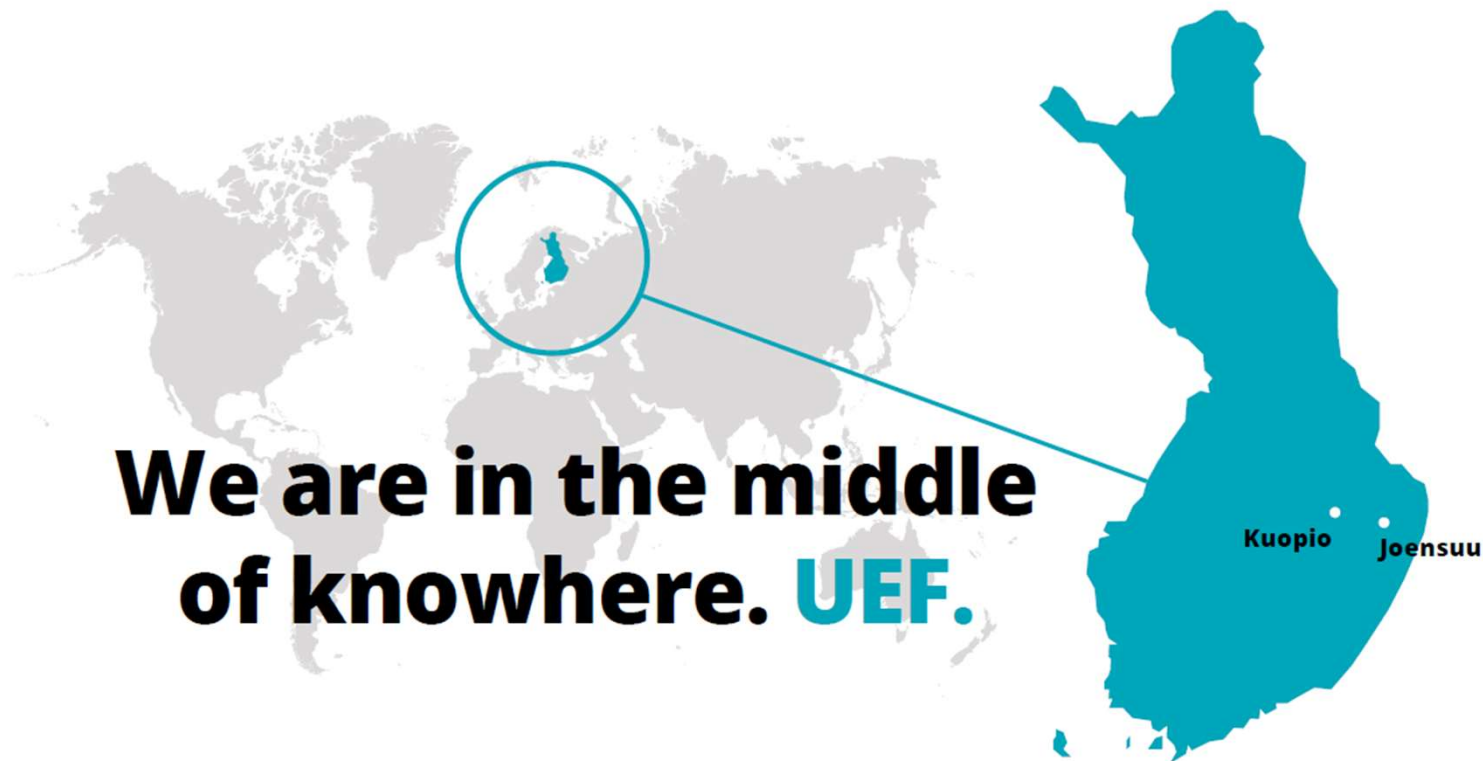 We are in the middle
of knowhere. UEF.
Kuopio
Joensuu